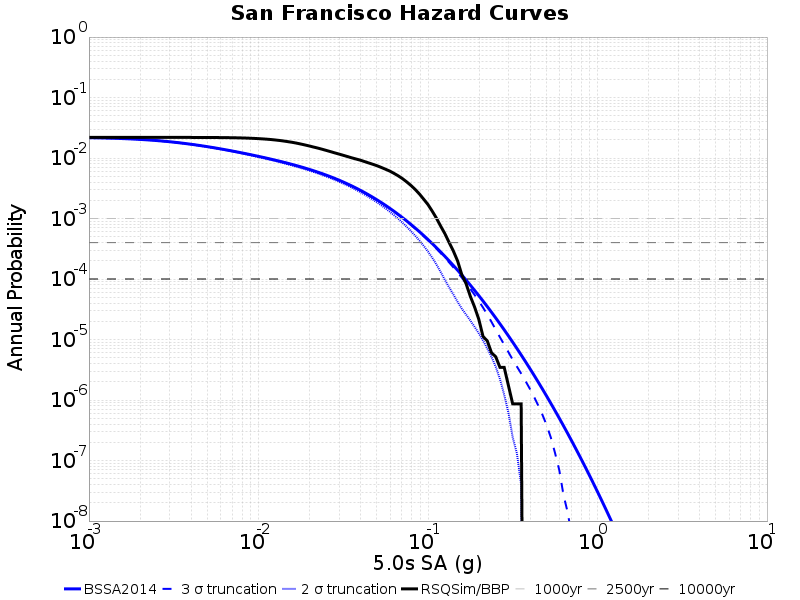 San Francisco Hazard Curves
Annual Probability
10^0
10^-1
10^-2
10^-3
10^-4
10^-5
10^-6
10^-7
10^-8
10^-3 10^-2 10^-1 10^0 10^1
5.0s SA (g)
BSSA2014 3 σ truncation 2 σ truncation RSQSim/BBP 1000yr 2500yr 10000yr